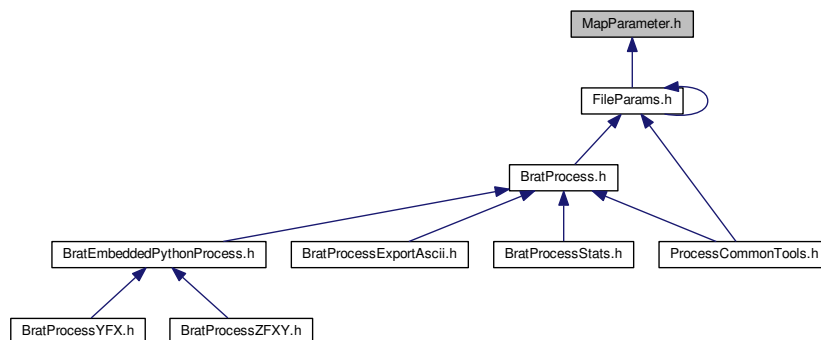 MapParameter.h
FileParams.h
BratProcess.h
BratEmbeddedPythonProcess.h
BratProcessExportAscii.h
BratProcessStats.h
ProcessCommonTools.h
BratProcessYFX.h
BratProcessZFXY.h